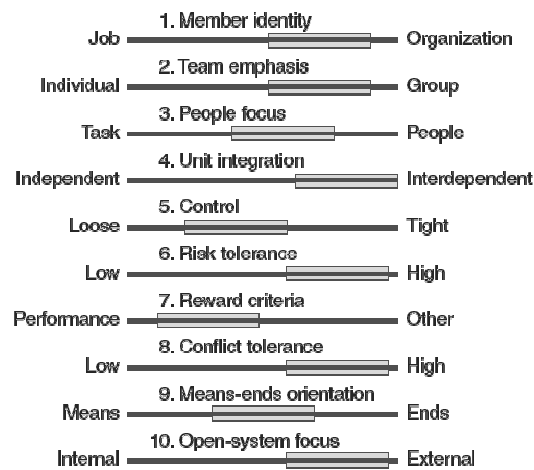 1. Member identity
Job Organization
2. Team emphasis
Individual Group
3. People focus
Task People
4. Unit integration
Independent Interdependent
5. Control
Loose Tight
6. Risk tolerance
Low High
7. Reward criteria
Performance Other
8. Conflict tolerance
Low High
9. Means-ends orientation
Means Ends
10. Open-system focus
Internal External